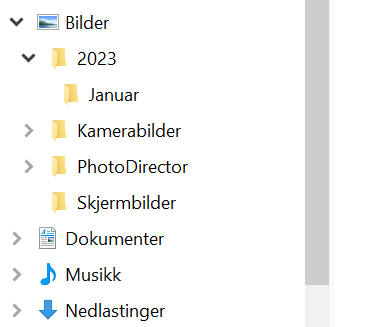 Bilder
2023
Januar
Kamerabilder
PhotoDirector
Skjermbilder
Dokumenter
Musikk
Nedlastinger